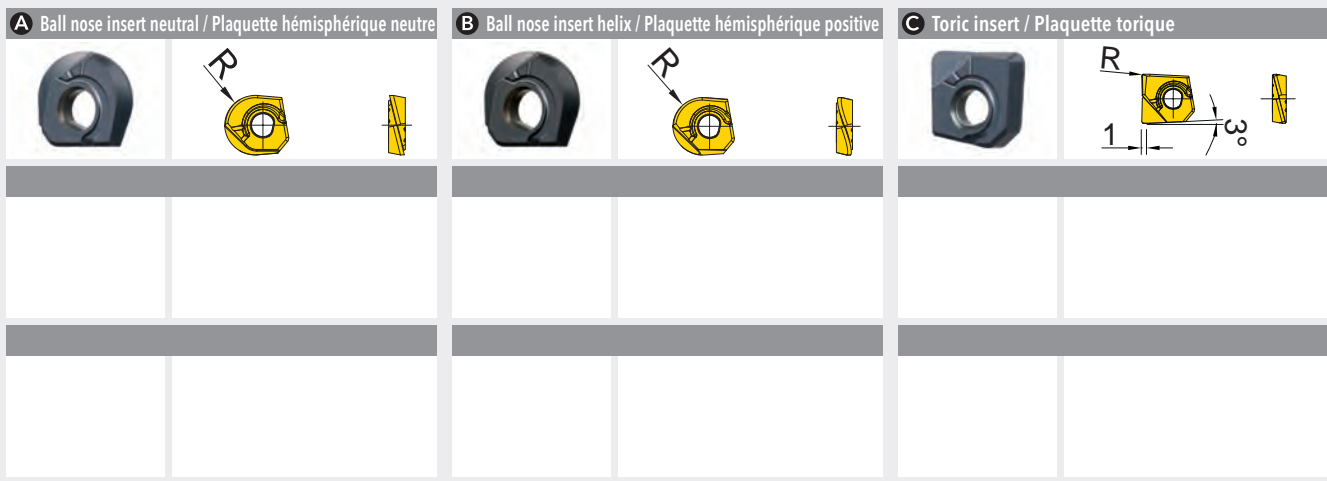 A Ball nose insert neutral / Plaquette hémisphérique neutre
R
B Ball nose insert helix / Plaquette hémisphérique positive
R
C Toric insert / Plaquette torique
R
1
3°